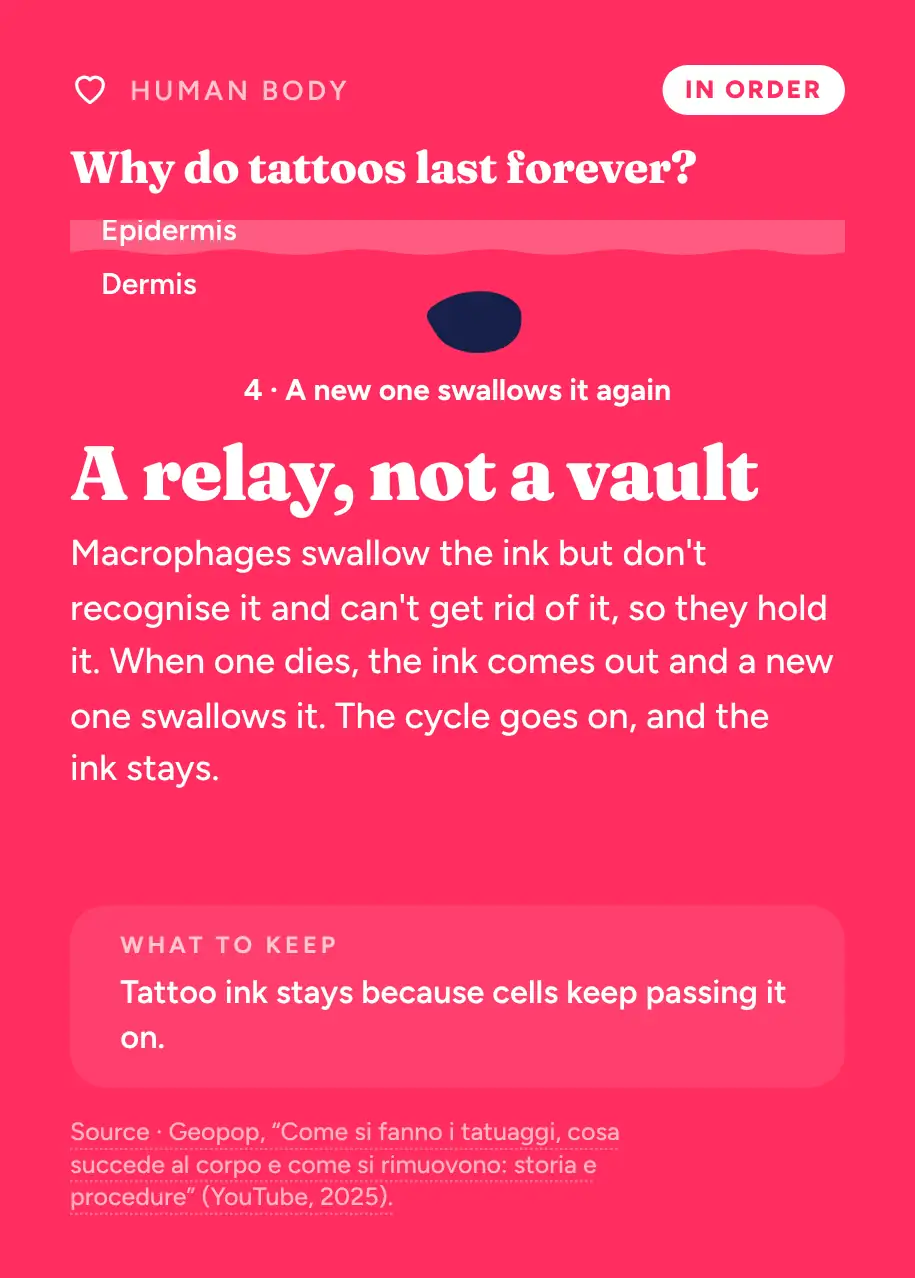 HUMAN BODY
IN ORDER
Why do tattoos last forever?
Epidermis
Dermis
4 · A new one swallows it again
A relay, not a vault
Macrophages swallow the ink but don't
recognise it and can't get rid of it, so they hold
it. When one dies, the ink comes out and a new
one swallows it. The cycle goes on, and the
ink stays.
WHAT TO KEEP
Tattoo ink stays because cells keep passing it
on.
Source · Geopop, “Come si fanno i tatuaggi, cosa
succede al corpo e come si rimuovono: storia e
procedure” (YouTube, 2025).